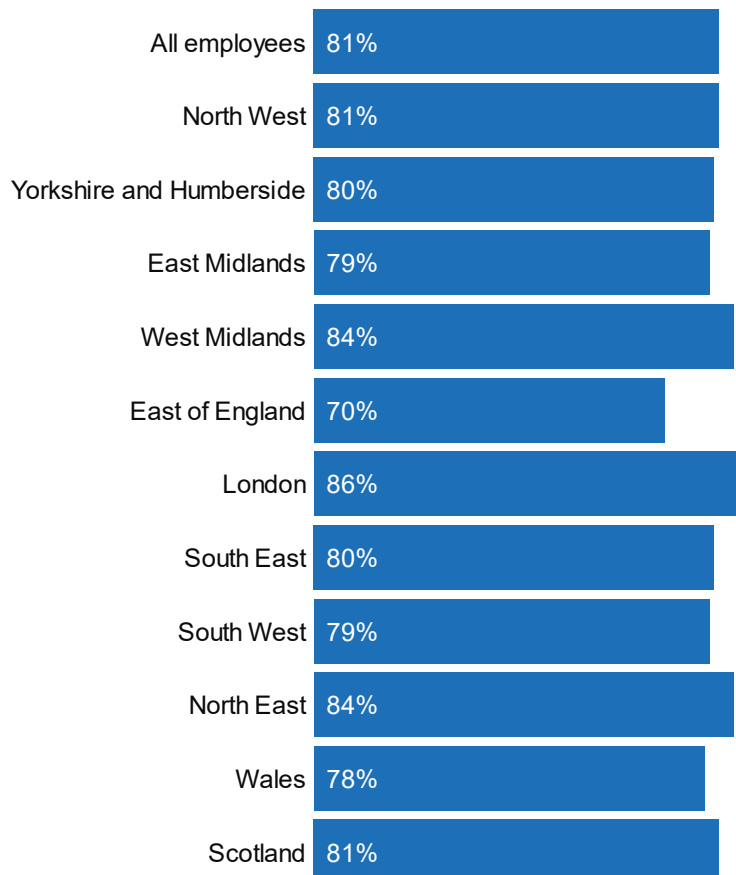 All employees 81%
North West 81%
Yorkshire and Humberside 80%
East Midlands 79%
West Midlands 84%
East of England 70%
London 86%
South East 80%
South West 79%
North East 84%
Wales 78%
Scotland 81%